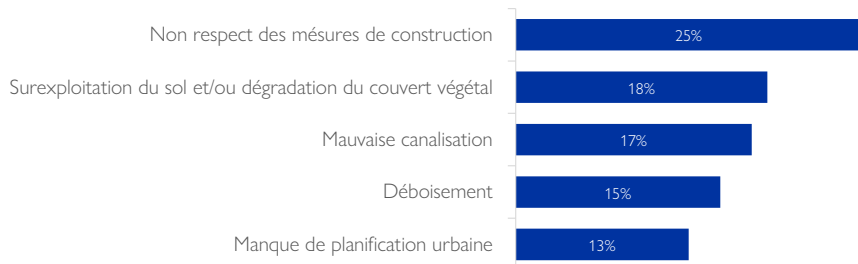 Non respect des mésures de construction 25%
Surexploitation du sol et/ou dégradation du couvert végétal 18%
Mauvaise canalisation 17%
Déboisement 15%
Manque de planification urbaine 13%